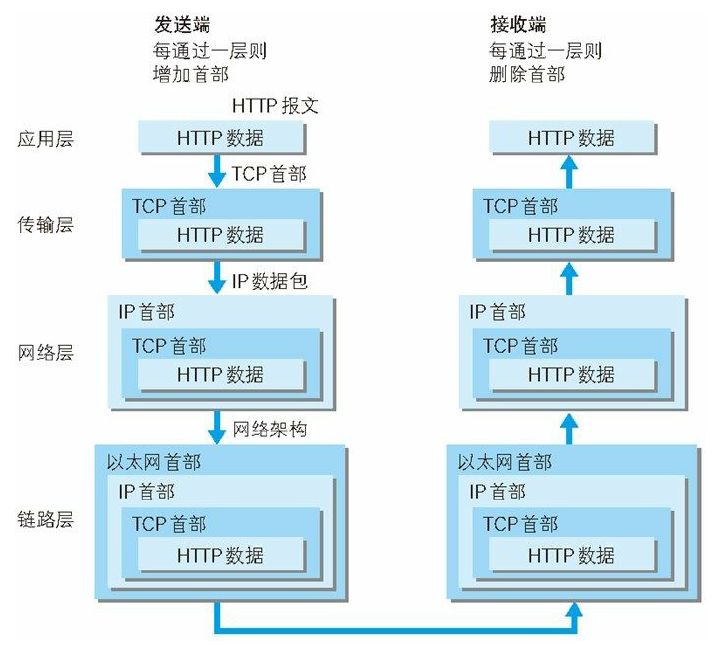 发送端
每通过一层则
增加首部
接收端
每通过一层则
删除首部
HTTP 报文
应用层
HTTP 数据
HTTP 数据
TCP 首部
传输层
TCP 首部
HTTP 数据
TCP 首部
HTTP 数据
IP 数据包
网络层
IP 首部
TCP 首部
HTTP 数据
IP 首部
TCP 首部
HTTP 数据
网络架构
链路层
以太网首部
IP 首部
TCP 首部
HTTP 数据
以太网首部
IP 首部
TCP 首部
HTTP 数据